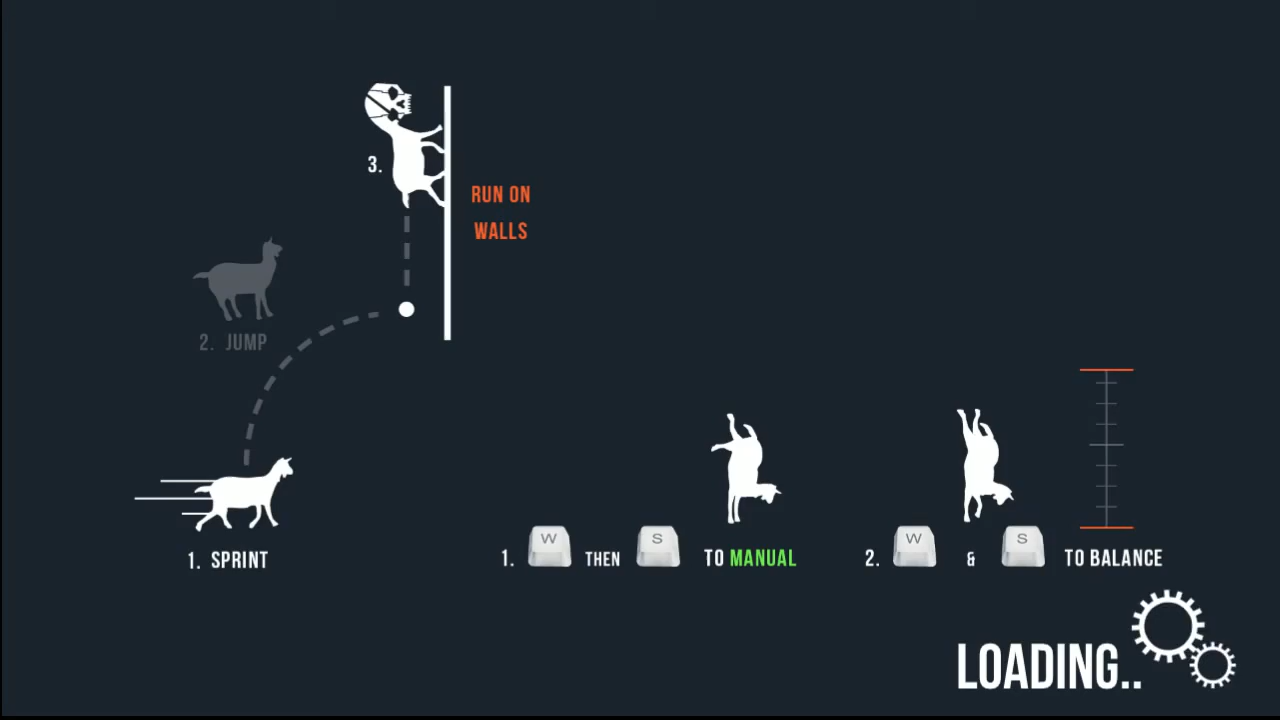 3.
RUN ON
WALLS
2. JUMP
1. SPRINT
1. W THEN S TO MANUAL
2. W & S TO BALANCE
LOADING..